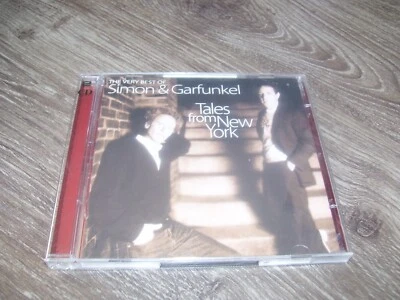 THE VERY BEST OF
Simon & Garfunkel
Tales
from New
York